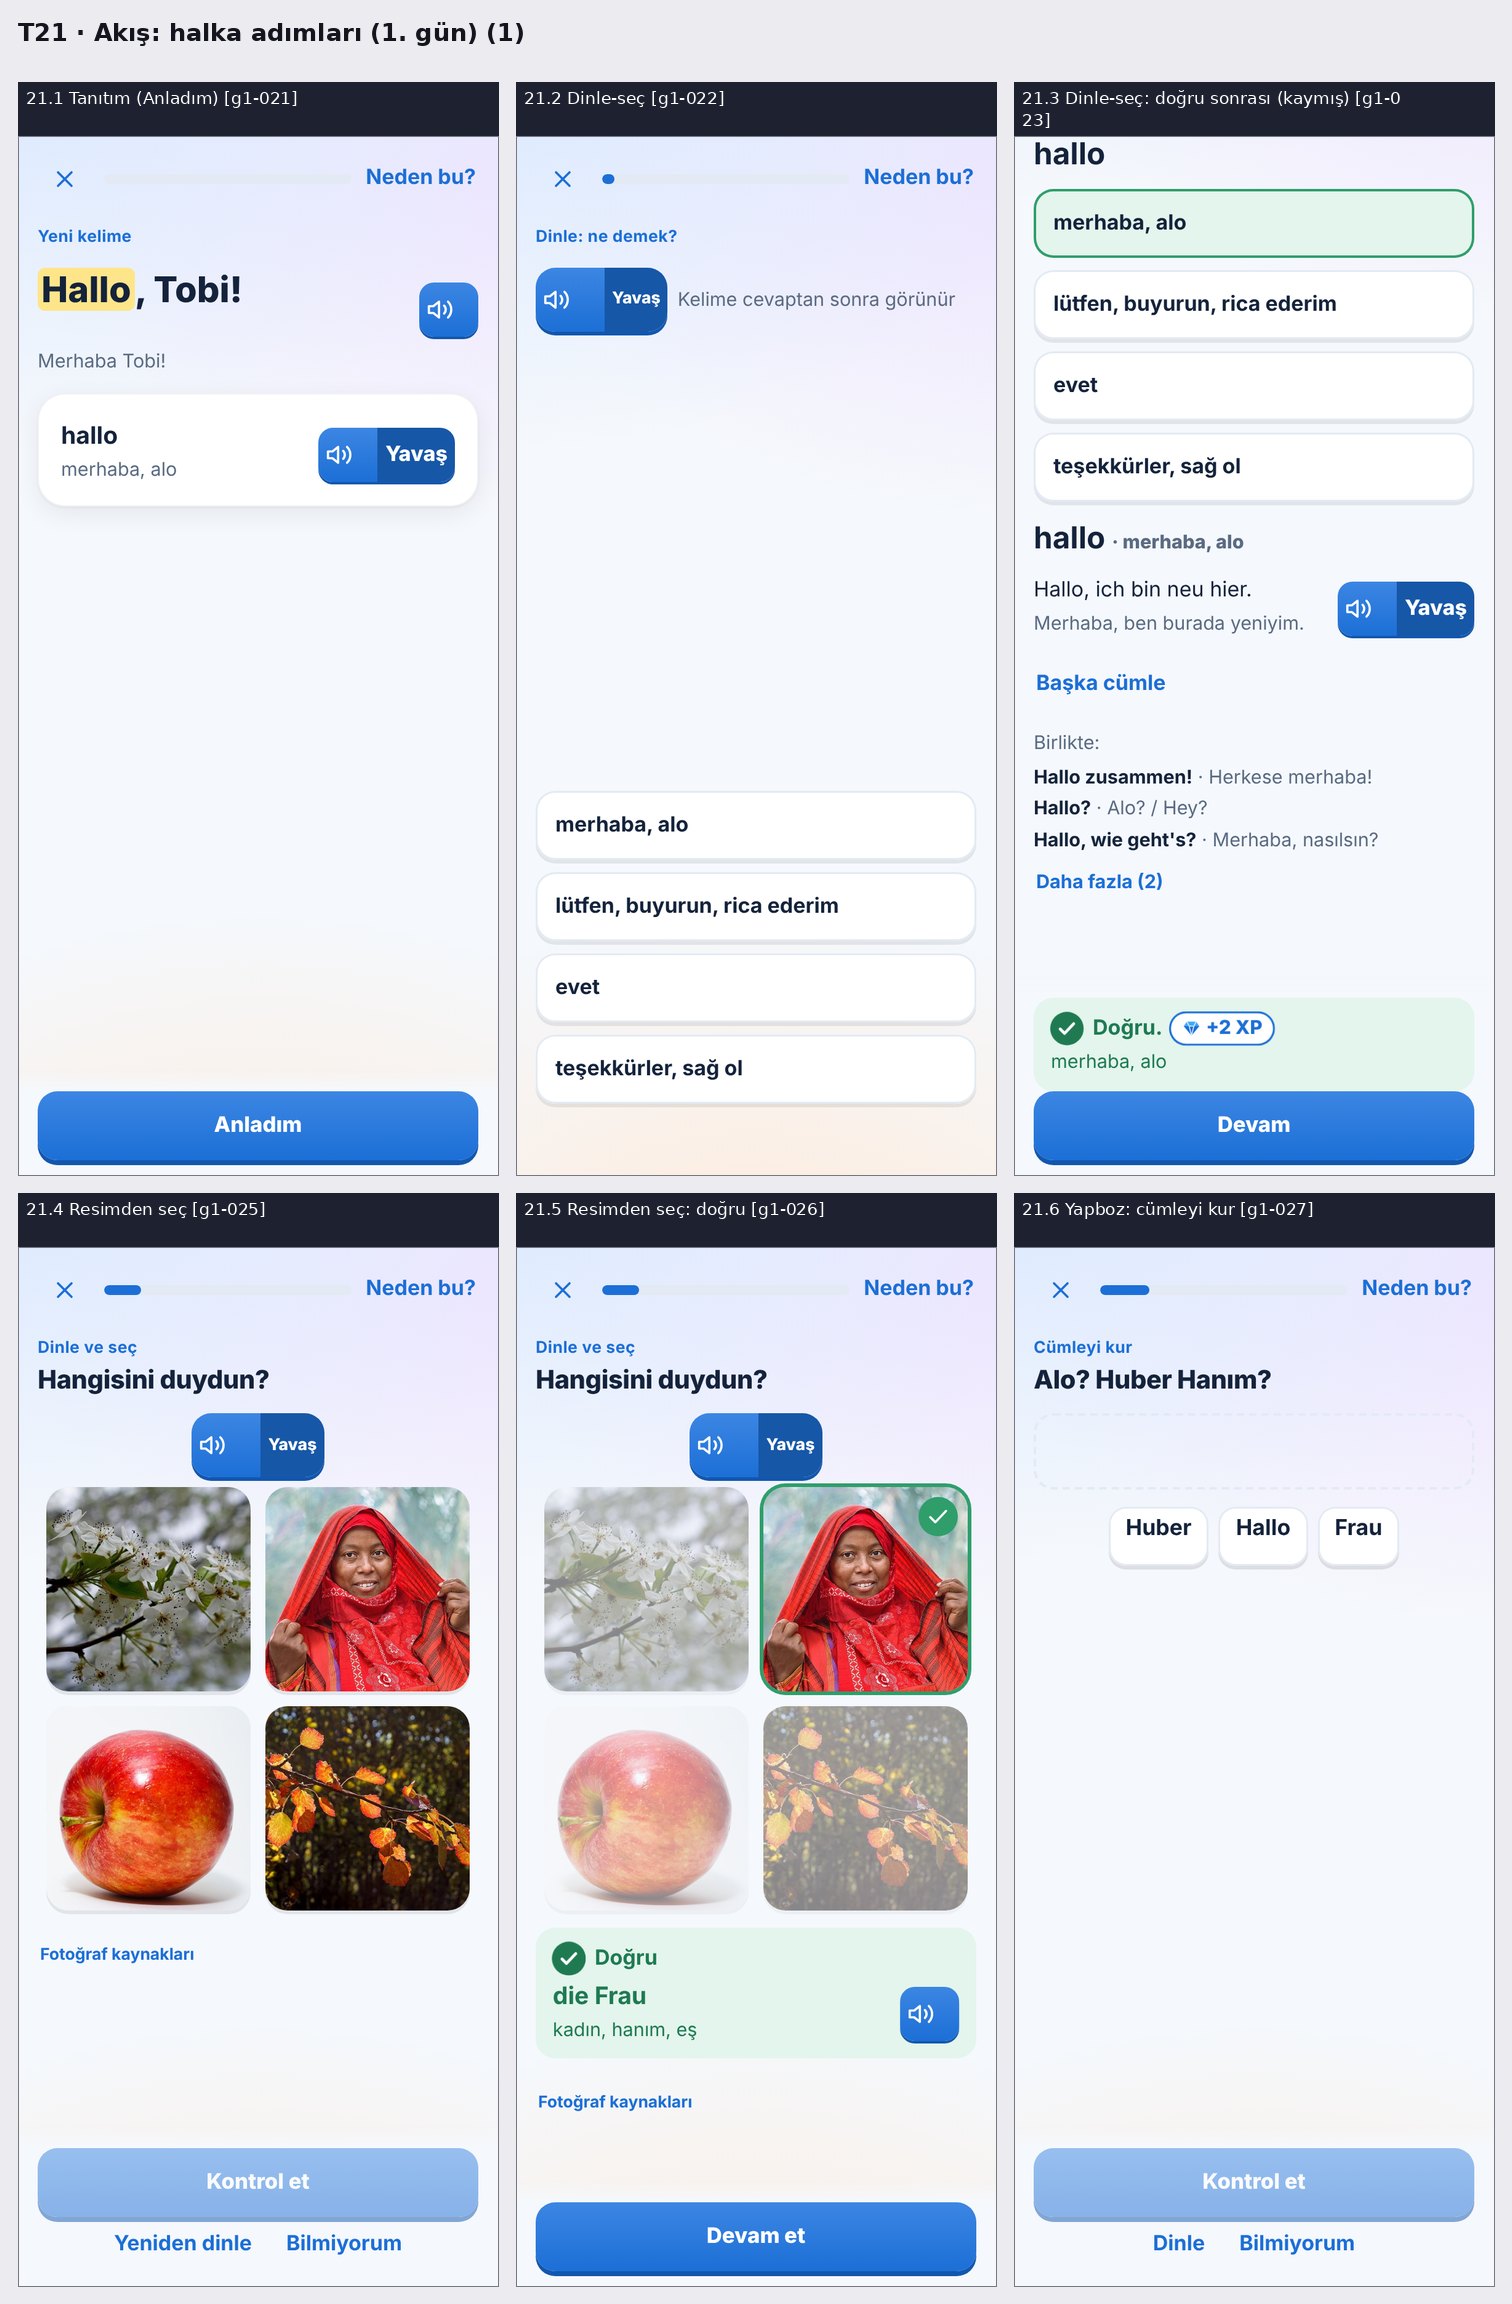 T21 · Akış: halka adımları (1. gün) (1)
21.1 Tanıtım (Anladım) [g1-021]
Neden bu?
Yeni kelime
Hallo, Tobi!
Merhaba Tobi!
hallo
merhaba, alo
Yavaş
Anladım
21.2 Dinle-seç [g1-022]
Neden bu?
Dinle: ne demek?
Yavaş
Kelime cevaptan sonra görünür
merhaba, alo
lütfen, buyurun, rica ederim
evet
teşekkürler, sağ ol
21.3 Dinle-seç: doğru sonrası (kaymış) [g1-0
23]
hallo
merhaba, alo
lütfen, buyurun, rica ederim
evet
teşekkürler, sağ ol
hallo · merhaba, alo
Hallo, ich bin neu hier.
Merhaba, ben burada yeniyim.
Yavaş
Başka cümle
Birlikte:
Hallo zusammen! · Herkese merhaba!
Hallo? · Alo? / Hey?
Hallo, wie geht's? · Merhaba, nasılsın?
Daha fazla (2)
Doğru. +2 XP
merhaba, alo
Devam
21.4 Resimden seç [g1-025]
Neden bu?
Dinle ve seç
Hangisini duydun?
Yavaş
Fotoğraf kaynakları
Kontrol et
Yeniden dinle Bilmiyorum
21.5 Resimden seç: doğru [g1-026]
Neden bu?
Dinle ve seç
Hangisini duydun?
Yavaş
Doğru
die Frau
kadın, hanım, eş
Fotoğraf kaynakları
Devam et
21.6 Yapboz: cümleyi kur [g1-027]
Neden bu?
Cümleyi kur
Alo? Huber Hanım?
Huber Hallo Frau
Kontrol et
Dinle Bilmiyorum